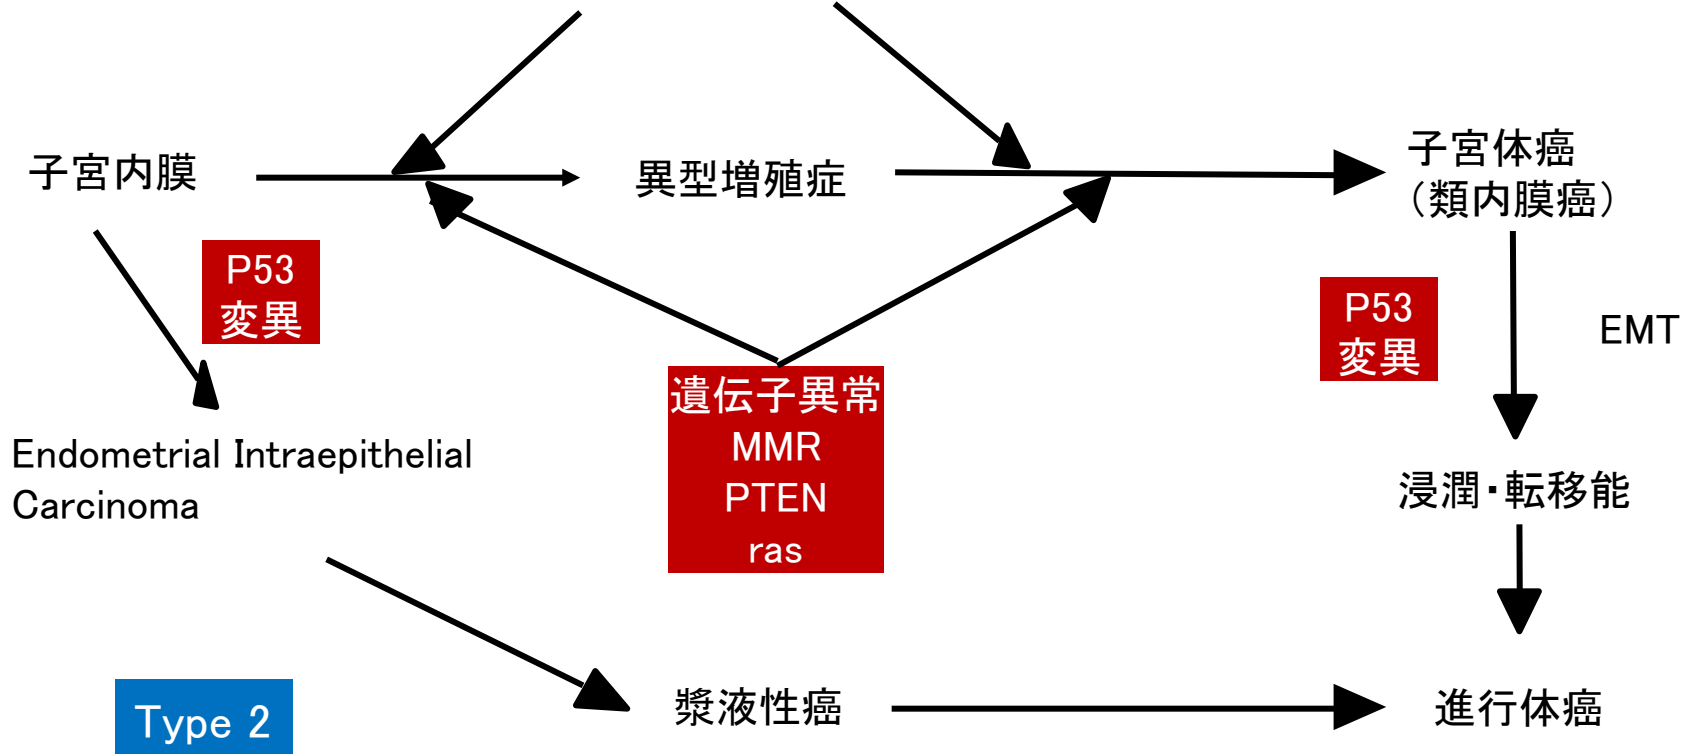 子宮内膜
異型増殖症
子宮体癌
（類内膜癌）
P53
変異
P53
変異
EMT
遺伝子異常
MMR
PTEN
ras
Endometrial Intraepithelial
Carcinoma
浸潤・転移能
Type 2
漿液性癌
進行体癌